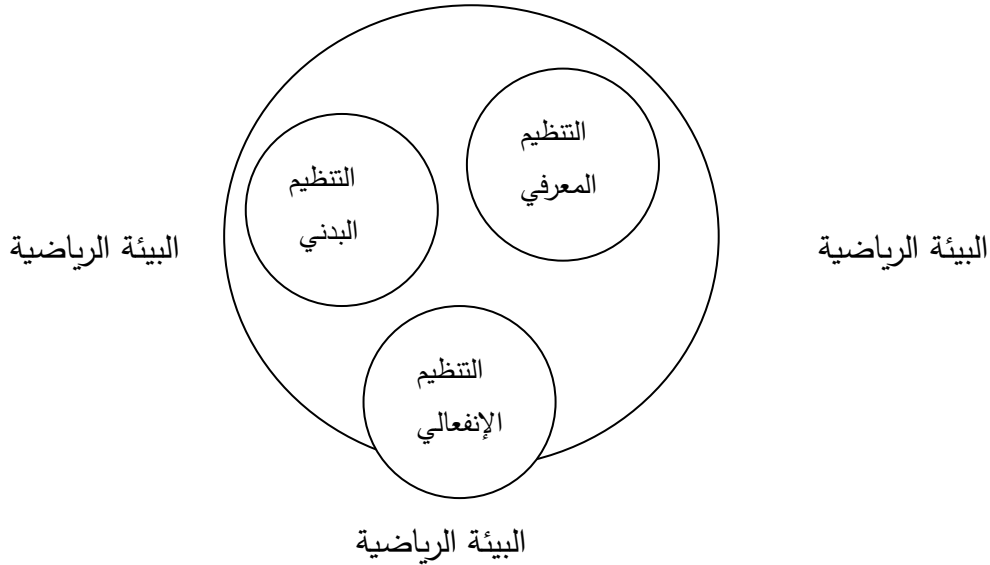 التنظيم
المعرفي
التنظيم
البدني
البيئة الرياضية
البيئة الرياضية
التنظيم
الإنفعالي
البيئة الرياضية